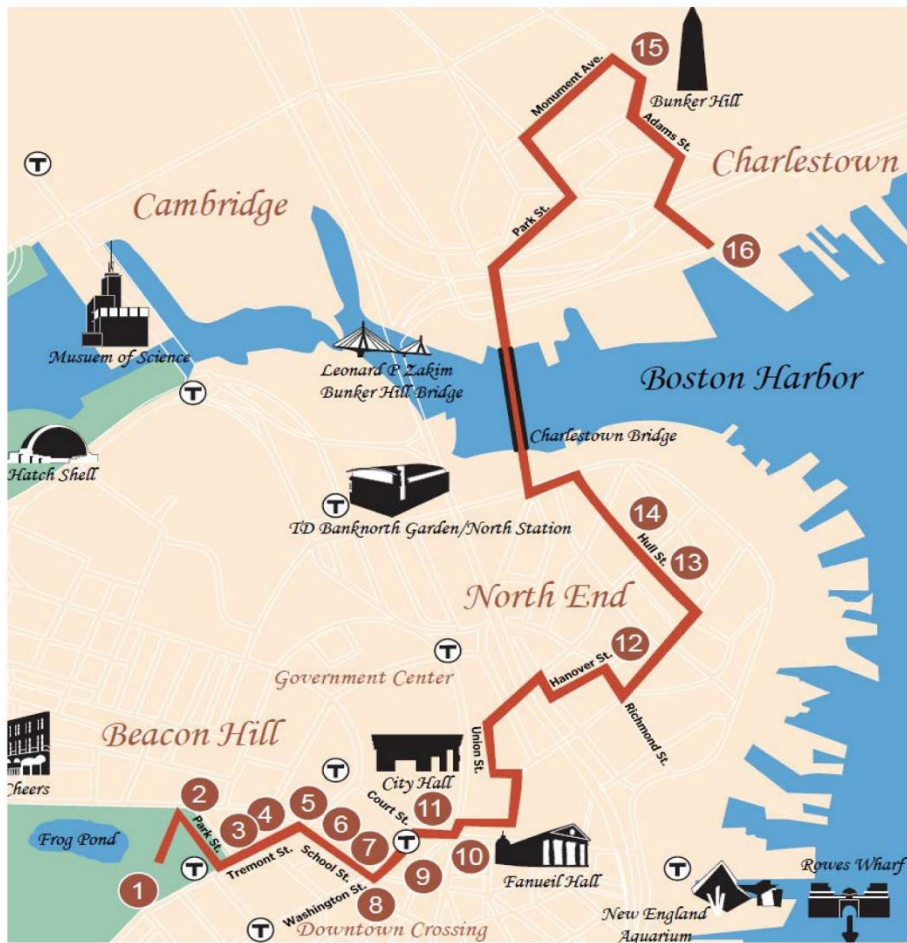 15
Monument Ave.
Bunker Hill
Adams St.
Charlestown
Cambridge
Park St.
16
Musuem of Science
Leonard P Zakim
Bunker Hill Bridge
Boston Harbor
Charlestown Bridge
Hatch Shell
T
T
T
TD Banknorth Garden/North Station
14
Hull St.
13
North End
12
Hanover St.
T
Government Center
Richmond St.
Union St.
Beacon Hill
City Hall
T
Cheers
Court St.
2
Park St.
3
4
5
6
7
11
T
10
9
8
Frog Pond
1
T
Tremont St.
School St.
Washington St.
Fanueil Hall
T
Rowes Wharf
New England
Aquarium
T
Downtown Crossing